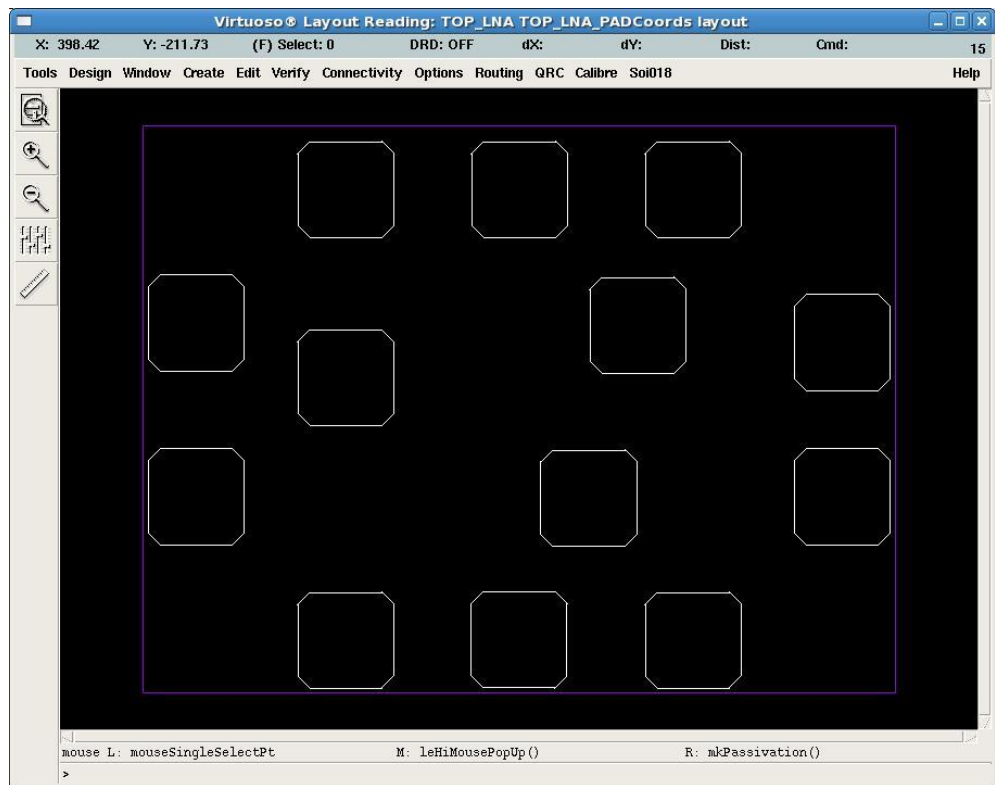 Virtuoso® Layout Reading: TOP_LNA TOP_LNA_PADCoords layout
X: 398.42 Y: -211.73 (F) Select: 0 DRD: OFF dX: dY: Dist: Cmd: 15
Tools Design Window Create Edit Verify Connectivity Options Routing QRC Calibre Soi018 Help
mouse L: mouseSingleSelectPt M: leHiMousePopUp() R: mkPassivation()
>